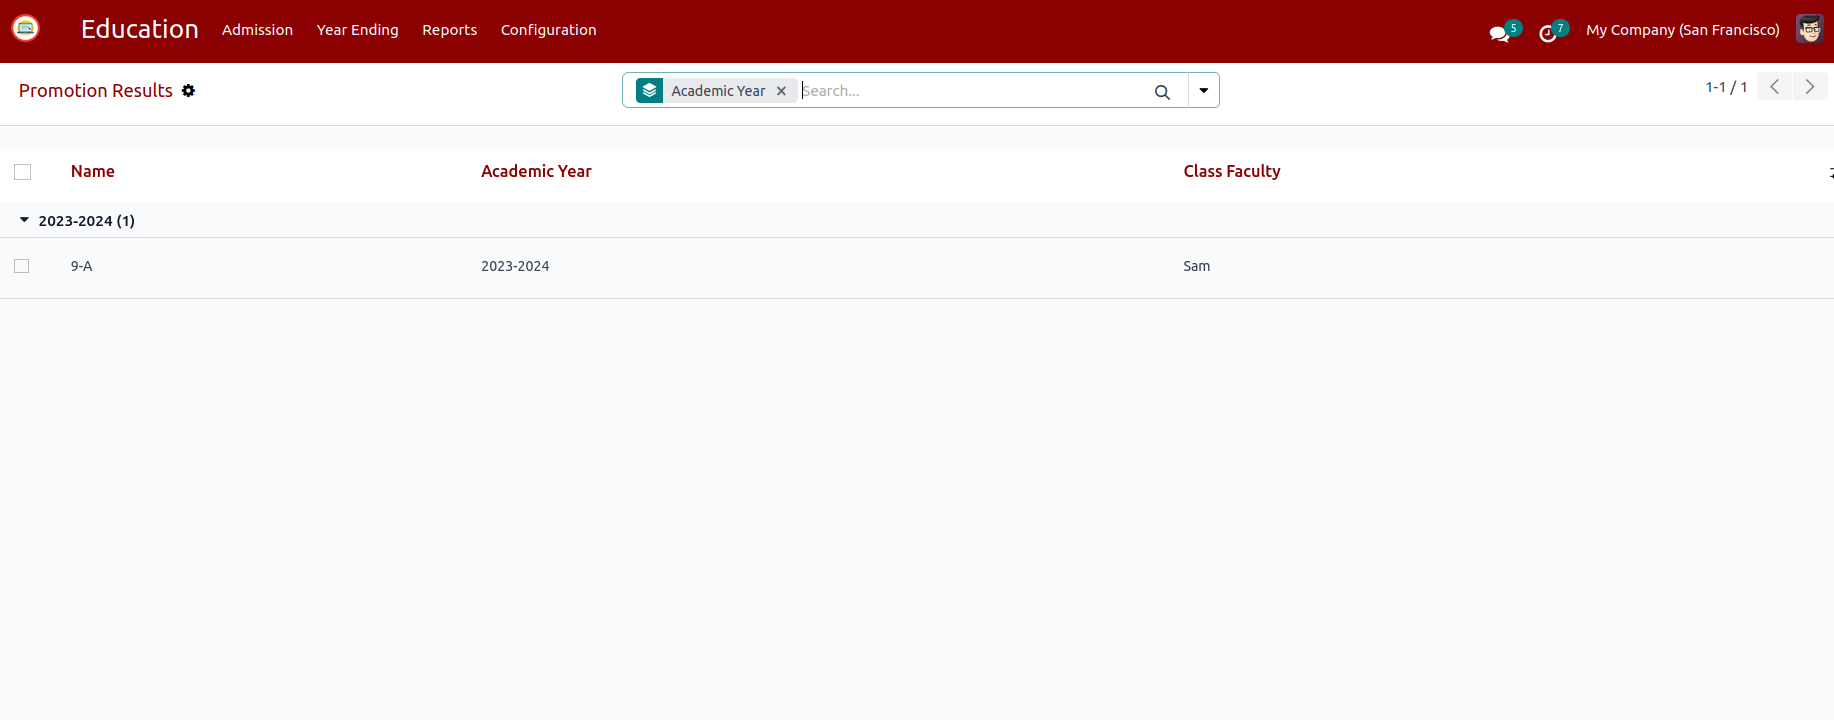 Education Admission Year Ending Reports Configuration 5 7 My Company (San Francisco)
Promotion Results Academic Year Search... 1-1 / 1
Name Academic Year Class Faculty
2023-2024 (1)
9-A 2023-2024 Sam